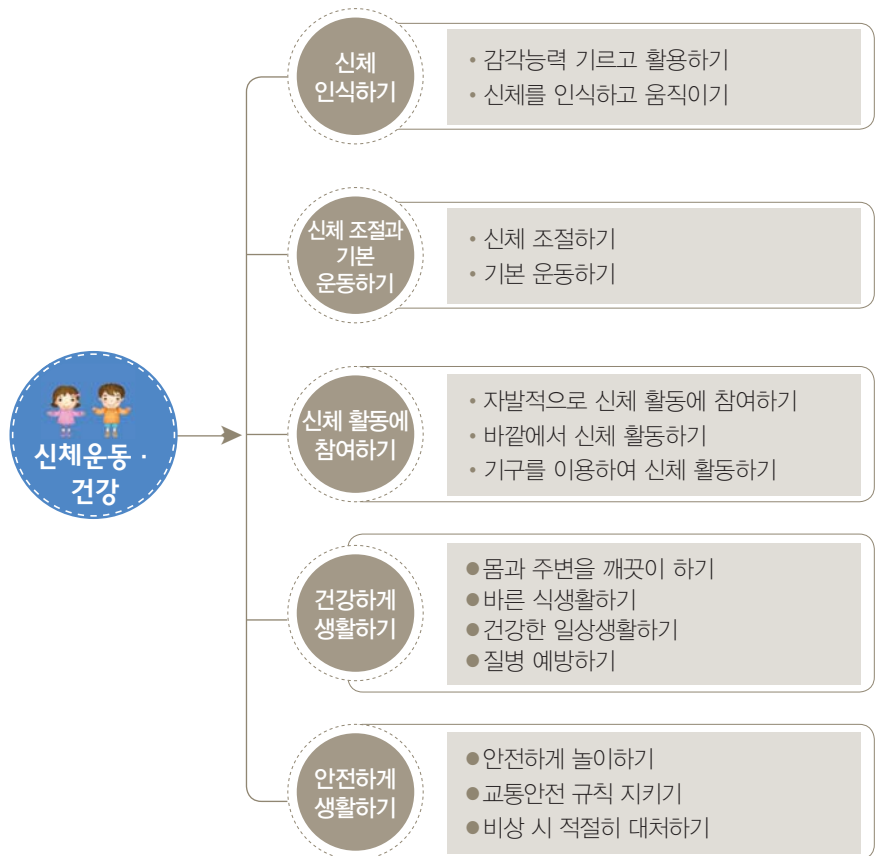 신체
인식하기
• 감각능력 기르고 활용하기
• 신체를 인식하고 움직이기
신체 조절과
기본
운동하기
• 신체 조절하기
• 기본 운동하기
신체운동 ·
건강
신체 활동에
참여하기
• 자발적으로 신체 활동에 참여하기
• 바깥에서 신체 활동하기
• 기구를 이용하여 신체 활동하기
건강하게
생활하기
● 몸과 주변을 깨끗이 하기
● 바른 식생활하기
● 건강한 일상생활하기
● 질병 예방하기
안전하게
생활하기
● 안전하게 놀이하기
● 교통안전 규칙 지키기
● 비상 시 적절히 대처하기